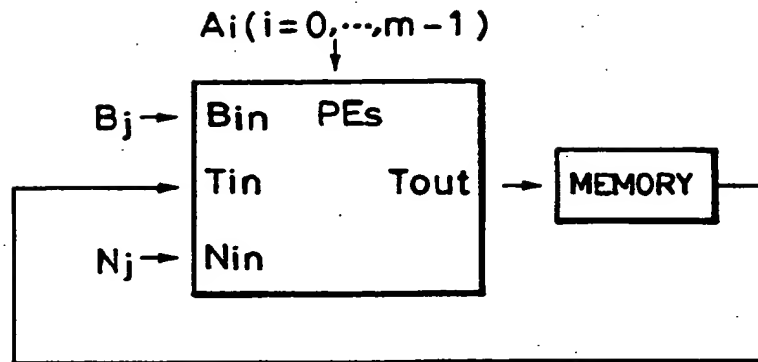 Ai(i=0,···,m-1)
Bj Bin PEs
Tin Tout MEMORY
Nj Nin